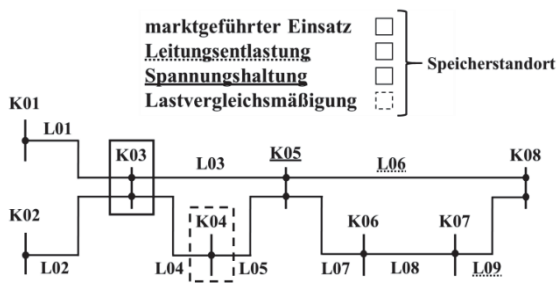 marktgeführter Einsatz
Leitungsentlastung
Spannungshaltung
Lastvergleichsmäßigung
Speicherstandort
K01
L01
K03
L03
K05
L06
K08
K02
L02
K04
L04
L05
K06
K07
L07
L08
L09